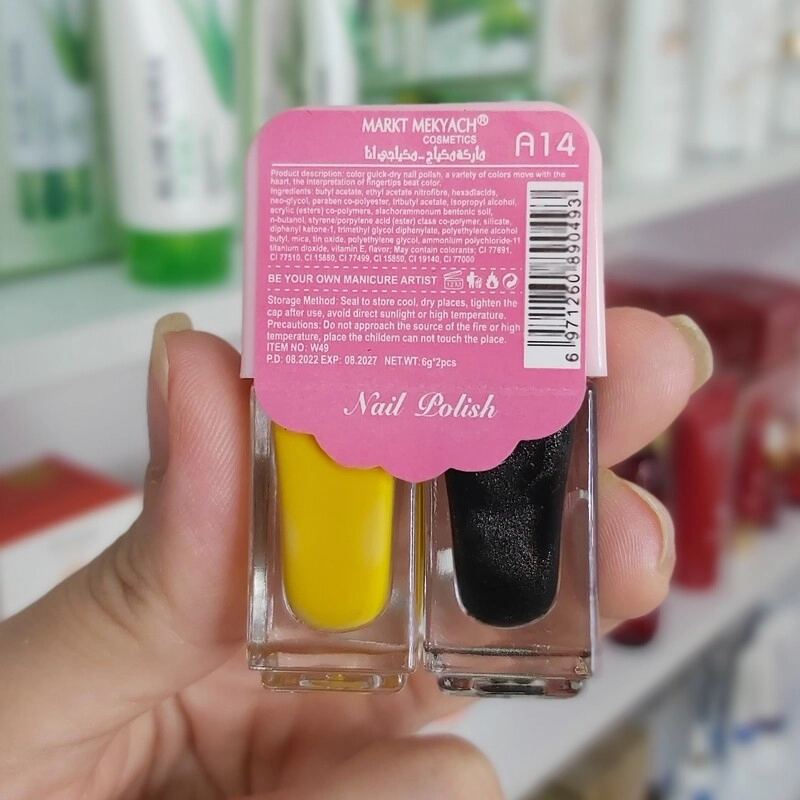 MARKT MEKYACH®
COSMETICS
ماركة مكياج - مكياجي انا
A14
Product description: color guick-dry nail polish, a variety of colors move with the
heart, the interpretation of fingertips beat color.
Ingredients: butyl acetate, ethyl acetate nitrofibre, hexadiacids,
neo-glycol, paraben co-polyester, tributyl acetate, isopropyl alcohol,
acrylic (esters) co-polymers, slachorammonum bentonic soil,
n-butanol, styrene/porpylene acid (ester) class co-polymer, silicate,
diphenyl ketone-1, trimethyl glycol diphenylate, polyethylene alcohol
butyl, mica, tin oxide, polyethylene glycol, ammonium polychloride-11
titanium dioxide, vitamin E, flavor; May contain colorants; CI 77891,
CI 77510, CI 15880, CI 77499, CI 15850, CI 19140, CI 77000
BE YOUR OWN MANICURE ARTIST
12M
Storage Method: Seal to store cool, dry places, tighten the
cap after use, avoid direct sunlight or high temperature.
Precautions: Do not approach the source of the fire or high
temperature, place the childern can not touch the place.
ITEM NO: W49
P.D: 08.2022 EXP: 08.2027 NET.WT: 6g*2pcs
6 971260 890493
Nail Polish